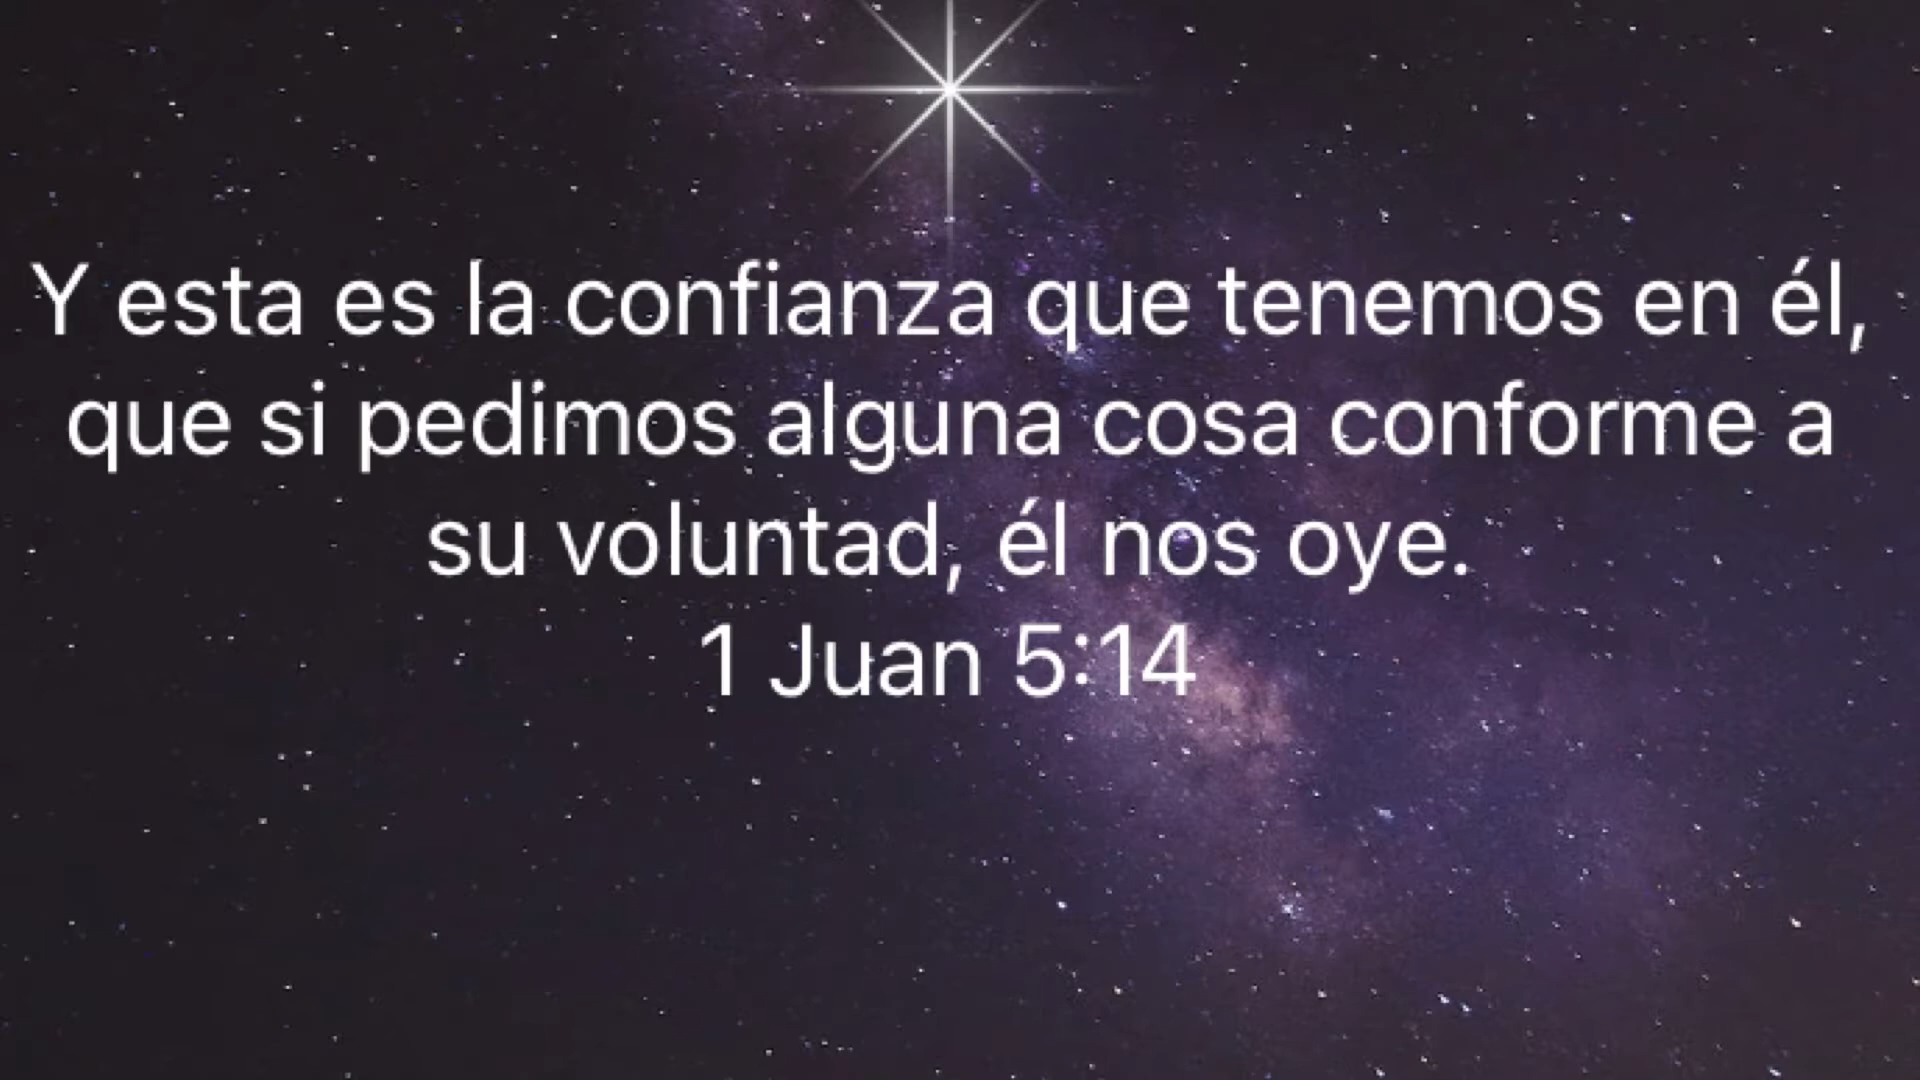 Y esta es la confianza que tenemos en él,
que si pedimos alguna cosa conforme a
su voluntad, él nos oye.
1 Juan 5:14